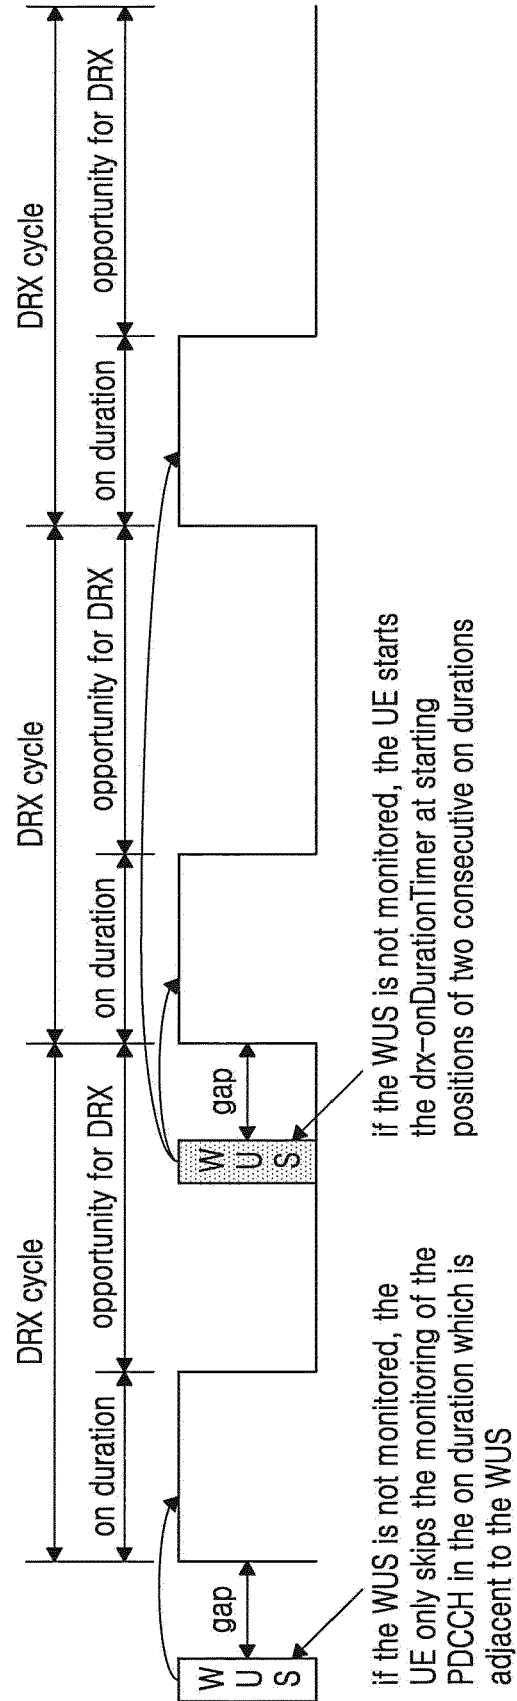 DRX cycle
DRX cycle
DRX cycle
on duration
opportunity for DRX
on duration
opportunity for DRX
on duration
opportunity for DRX
WUS
gap
WUS
gap
if the WUS is not monitored, the
UE only skips the monitoring of the
PDCCH in the on duration which is
adjacent to the WUS
if the WUS is not monitored, the UE starts
the drx-onDurationTimer at starting
positions of two consecutive on durations